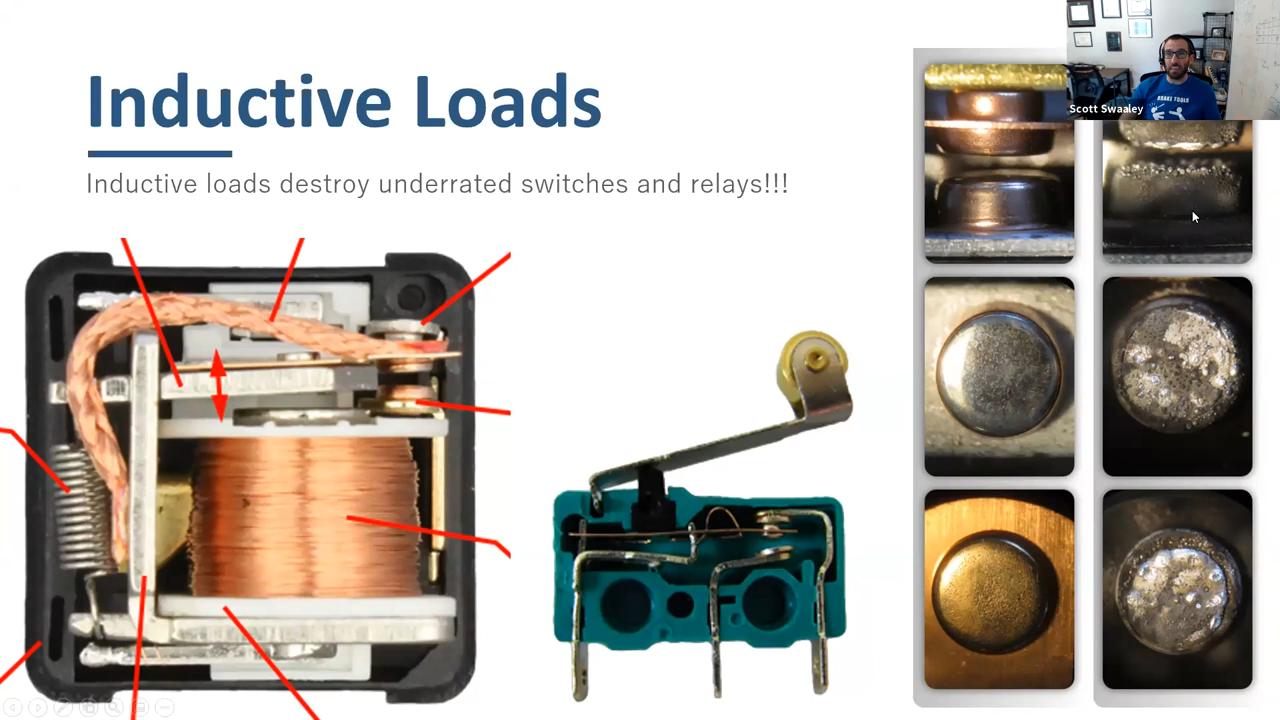 Inductive Loads
Inductive loads destroy underrated switches and relays!!!
Scott Swaaley